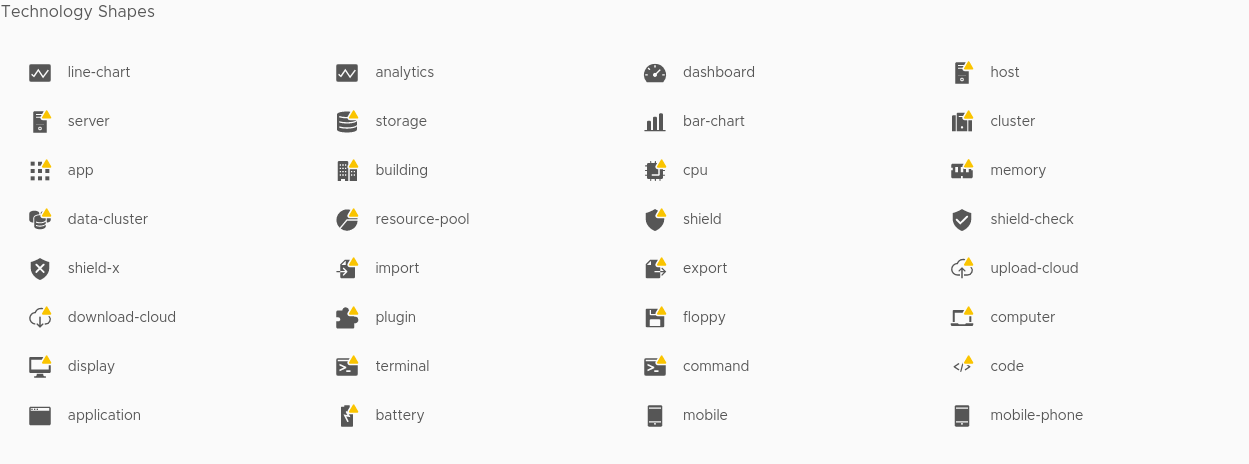 Technology Shapes
line-chart
analytics
dashboard
host
server
storage
bar-chart
cluster
app
building
cpu
memory
data-cluster
resource-pool
shield
shield-check
shield-x
import
export
upload-cloud
download-cloud
plugin
floppy
computer
display
terminal
command
code
application
battery
mobile
mobile-phone